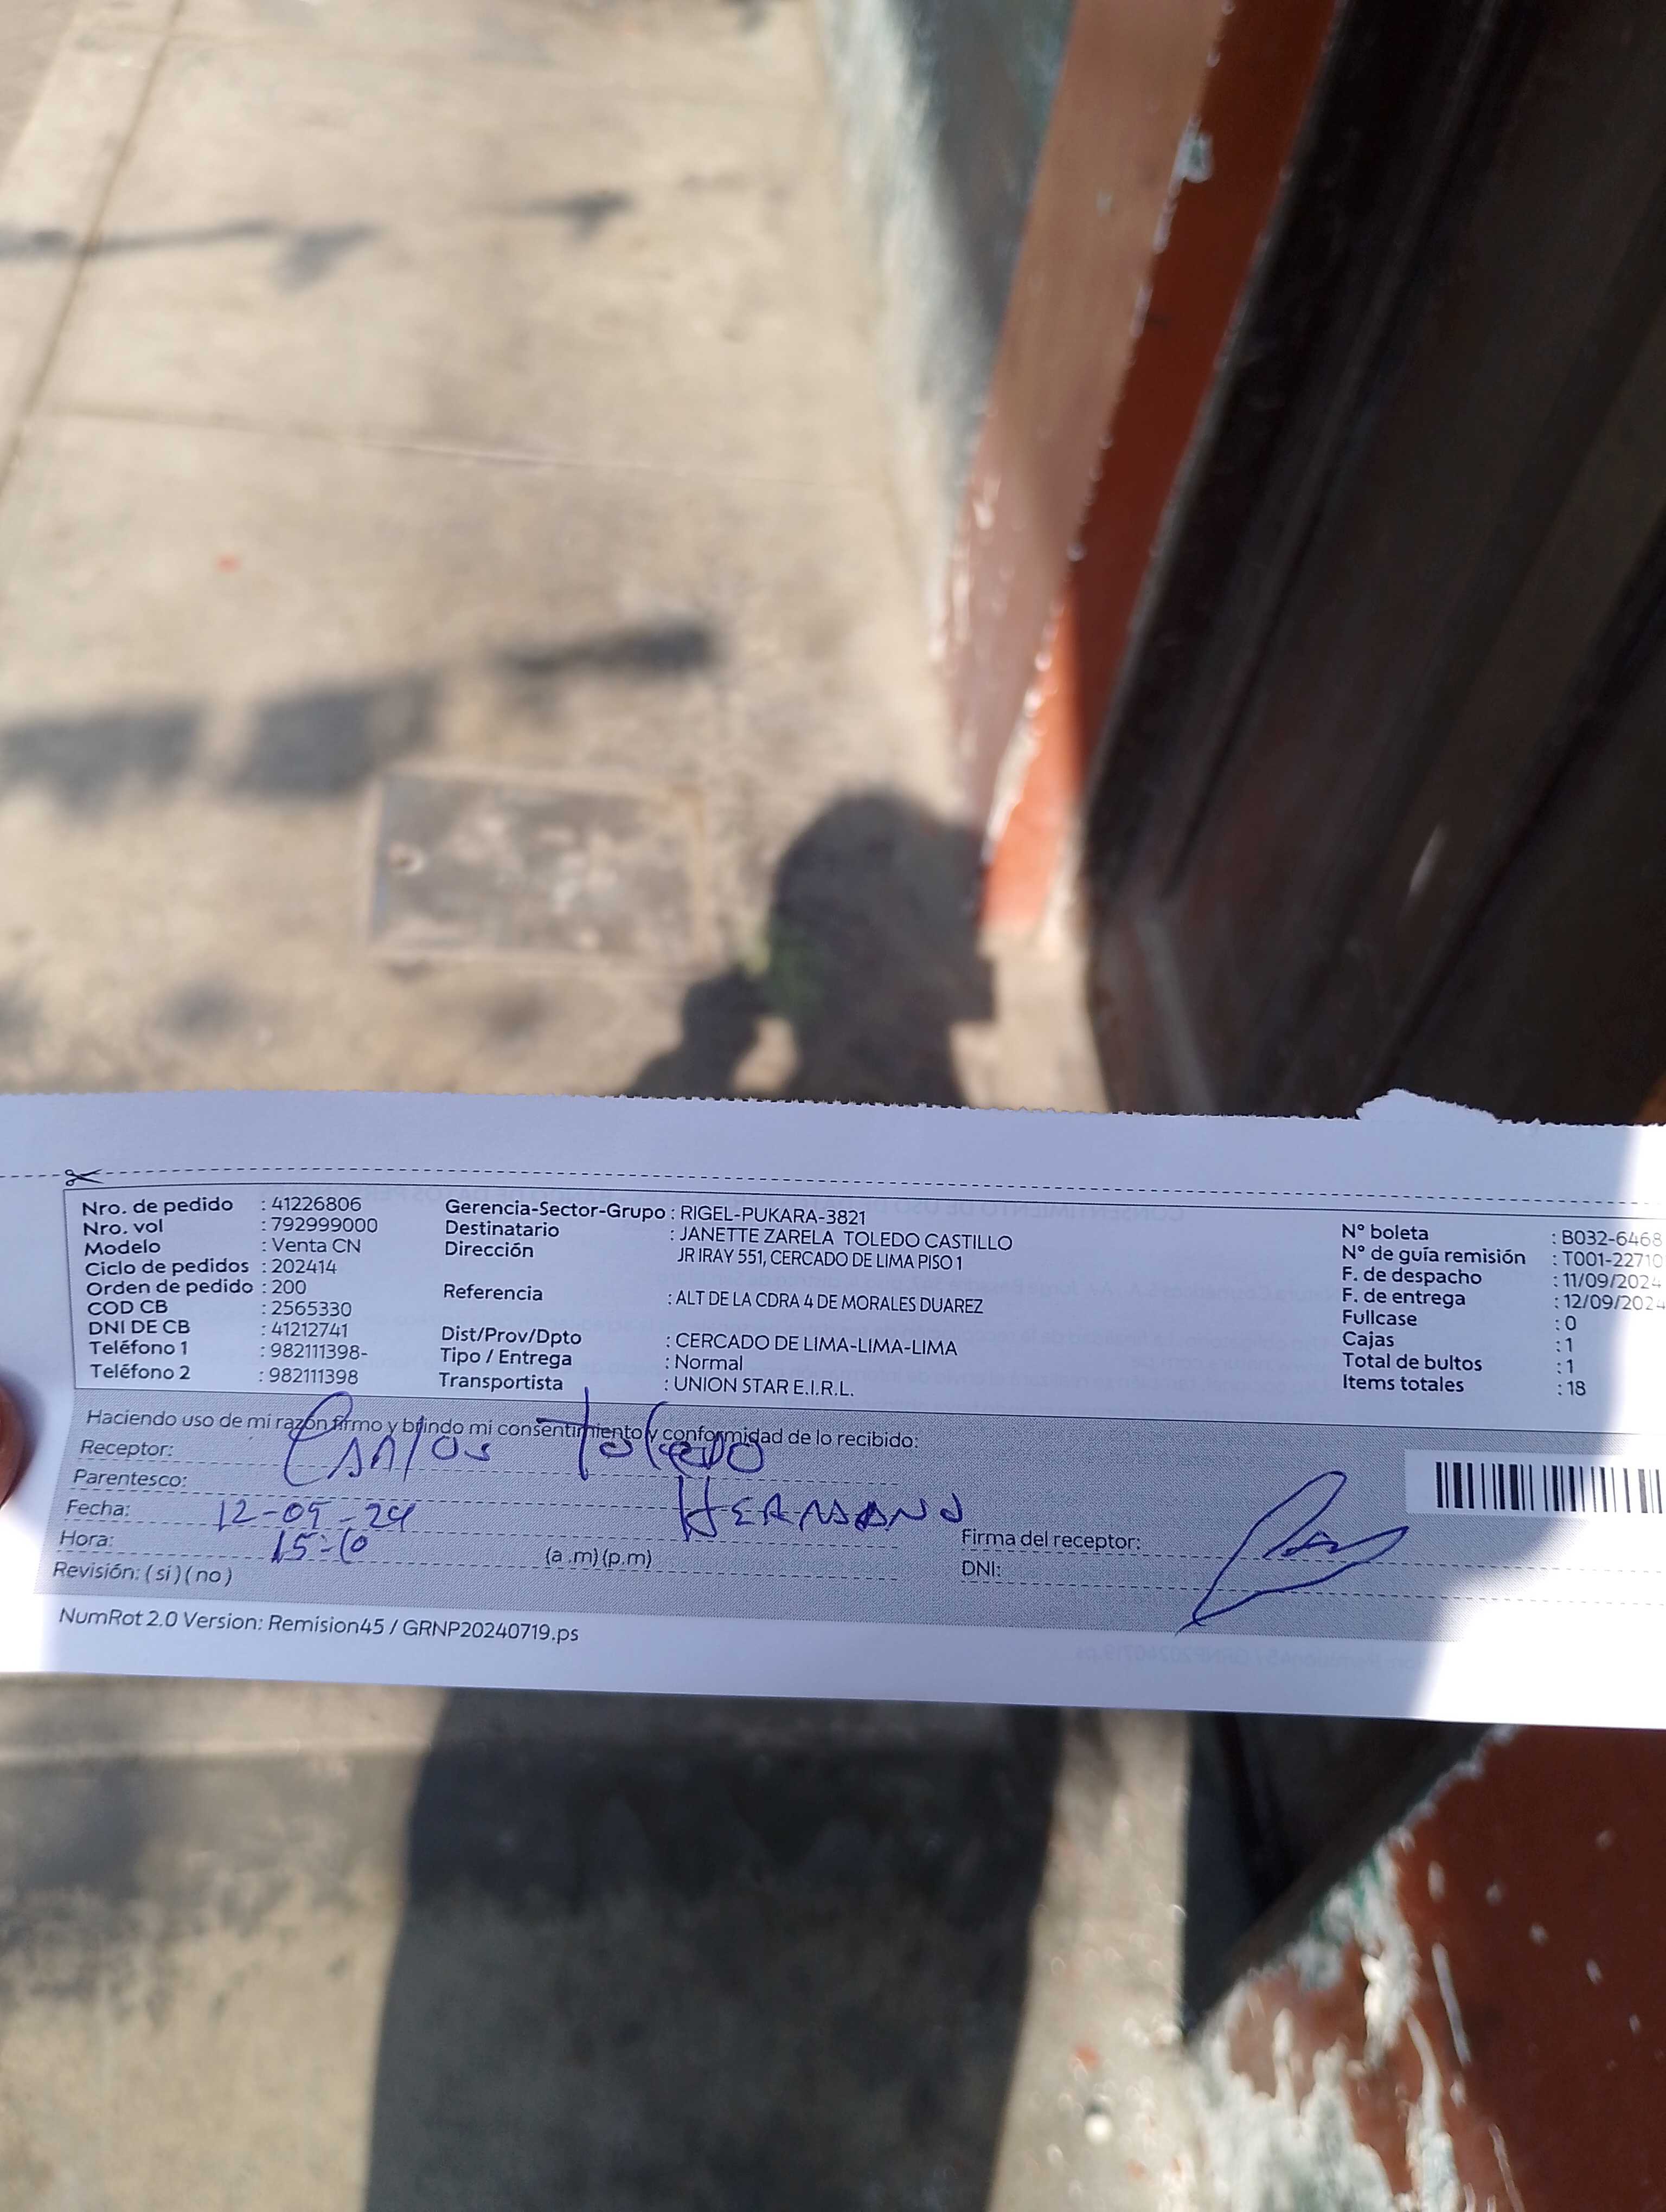 Nro. de pedido : 41226806
Nro. vol : 792999000
Modelo : Venta CN
Ciclo de pedidos : 202414
Orden de pedido : 200
COD CB : 2565330
DNI DE CB : 41212741
Teléfono 1 : 982111398-
Teléfono 2 : 982111398
Gerencia-Sector-Grupo : RIGEL-PUKARA-3821
Destinatario : JANETTE ZARELA TOLEDO CASTILLO
Dirección JR IRAY 551, CERCADO DE LIMA PISO 1
Referencia : ALT DE LA CDRA 4 DE MORALES DUAREZ
Dist/Prov/Dpto : CERCADO DE LIMA-LIMA-LIMA
Tipo / Entrega : Normal
Transportista : UNION STAR E.I.R.L.
N° boleta : B032-6468
N° de guía remisión : T001-22710
F. de despacho : 11/09/2024
F. de entrega : 12/09/2024
Fullcase : 0
Cajas : 1
Total de bultos : 1
Items totales : 18
Haciendo uso de mi razón firmo y brindo mi consentimiento y conformidad de lo recibido:
Receptor: Carlos Toledo
Parentesco: HERMANO
Fecha: 12-09-24
Hora: 15:10 (a .m) (p.m)
Revisión: ( si ) ( no )
Firma del receptor:
DNI:
NumRot 2.0 Version: Remision45 / GRNP20240719.ps